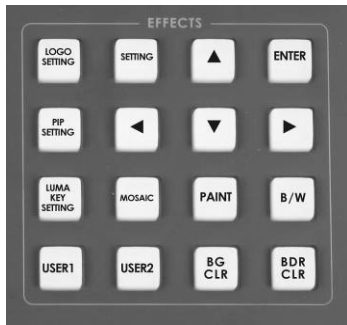 EFFECTS
LOGO
SETTING
SETTING
ENTER
PIP
SETTING
LUMA
KEY
SETTING
MOSAIC
PAINT
B/W
USER1
USER2
BG
CLR
BDR
CLR